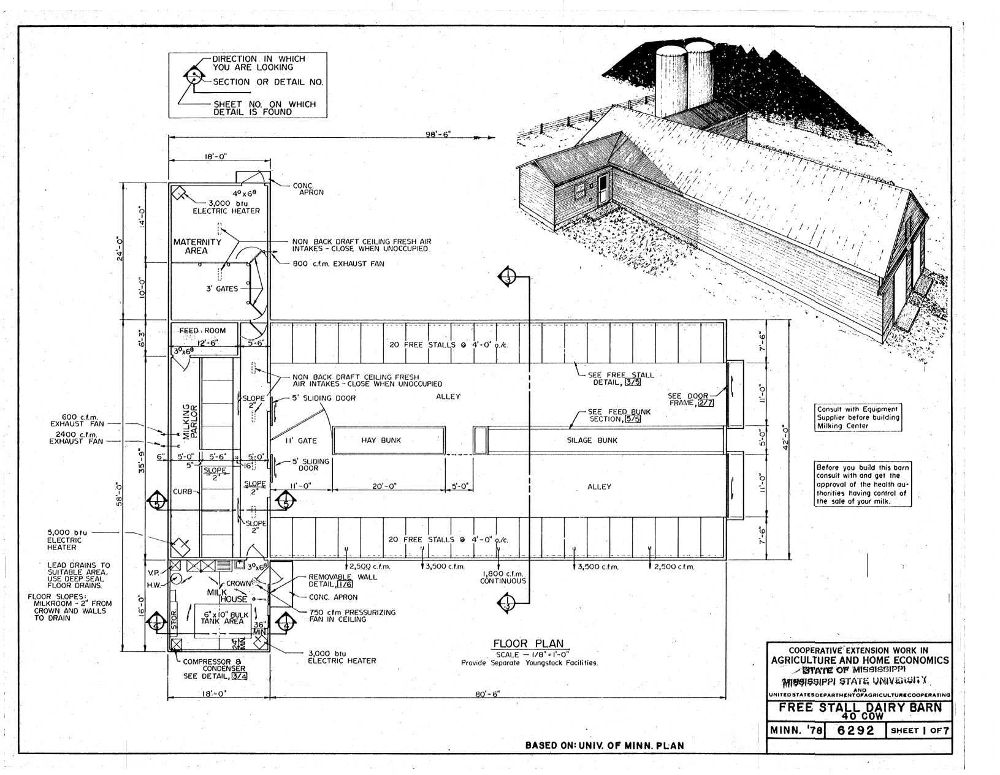 DIRECTION IN WHICH
YOU ARE LOOKING
SECTION OR DETAIL NO.
SHEET NO. ON WHICH
DETAIL IS FOUND
98'-6"
18'-0"
CONC.
APRON
4⁰x6⁸
3,000 btu
ELECTRIC HEATER
14'-0"
24'-0"
MATERNITY
AREA
NON BACK DRAFT CEILING FRESH AIR
INTAKES - CLOSE WHEN UNOCCUPIED
800 c.f.m. EXHAUST FAN
10'-0"
3' GATES
1
3
FEED ROOM
12'-6"
5'-6"
6'-3"
3⁰x6⁸
20 FREE STALLS @ 4'-0" o./c.
7'-6"
NON BACK DRAFT CEILING FRESH
AIR INTAKES - CLOSE WHEN UNOCCUPIED
SEE FREE STALL
DETAIL, 3/5
SLOPE
2"
5' SLIDING DOOR
ALLEY
SEE DOOR
FRAME, 2/7
11'-0"
SEE FEED BUNK
SECTION, 5/5
MILKING
PARLOR
600 c.f.m.
EXHAUST FAN
2400 c.f.m.
EXHAUST FAN
11' GATE
HAY BUNK
SILAGE BUNK
5'-0"
42'-0"
6"
5'-0"
5'-6"
5'-0"
5"
16"
5' SLIDING
DOOR
35'-9"
58'-0"
SLOPE
2"
SLOPE
2"
CURB
11'-0"
20'-0"
5'-0"
ALLEY
11'-0"
1
5
1
5
SLOPE
2"
5,000 btu
ELECTRIC
HEATER
20 FREE STALLS @ 4'-0" o./c.
7'-6"
LEAD DRAINS TO
SUITABLE AREA,
USE DEEP SEAL
FLOOR DRAINS.
FLOOR SLOPES:
MILKROOM - 2" FROM
CROWN AND WALLS
TO DRAIN
V.P.
H.W.
3⁰x6⁸
CROWN
MILK
HOUSE
2,500 c.f.m.
3,500 c.f.m.
1,800 c.f.m.
CONTINUOUS
3,500 c.f.m.
2,500 c.f.m.
REMOVABLE WALL
DETAIL, 1/6
CONC. APRON
750 cfm PRESSURIZING
FAN IN CEILING
1
3
16'-0"
STOR.
6"x10" BULK
TANK AREA
36"
MIN.
24"
MIN.
1
4
1
4
3,000 btu
ELECTRIC HEATER
COMPRESSOR &
CONDENSER
SEE DETAIL, 3/4
18'-0"
80'-6"
FLOOR PLAN
SCALE - 1/8" = 1'-0"
Provide Separate Youngstock Facilities.
Consult with Equipment
Supplier before building
Milking Center
Before you build this barn
consult with and get the
approval of the health au-
thorities having control of
the sale of your milk.
COOPERATIVE EXTENSION WORK IN
AGRICULTURE AND HOME ECONOMICS
STATE OF MISSISSIPPI
MISSISSIPPI STATE UNIVERSITY
AND
UNITED STATES DEPARTMENT OF AGRICULTURE COOPERATING
FREE STALL DAIRY BARN
40 COW
MINN. '78 6292 SHEET 1 OF 7
BASED ON: UNIV. OF MINN. PLAN